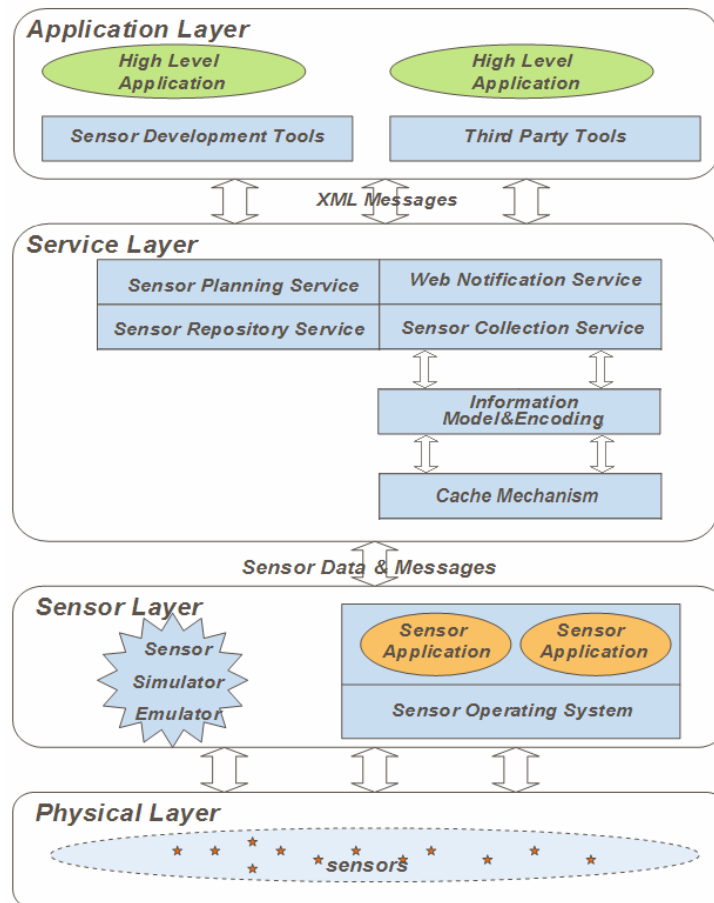 Application Layer
High Level
Application
High Level
Application
Sensor Development Tools
Third Party Tools
XML Messages
Service Layer
Sensor Planning Service
Web Notification Service
Sensor Repository Service
Sensor Collection Service
Information
Model&Encoding
Cache Mechanism
Sensor Data & Messages
Sensor Layer
Sensor
Simulator
Emulator
Sensor
Application
Sensor
Application
Sensor Operating System
Physical Layer
sensors